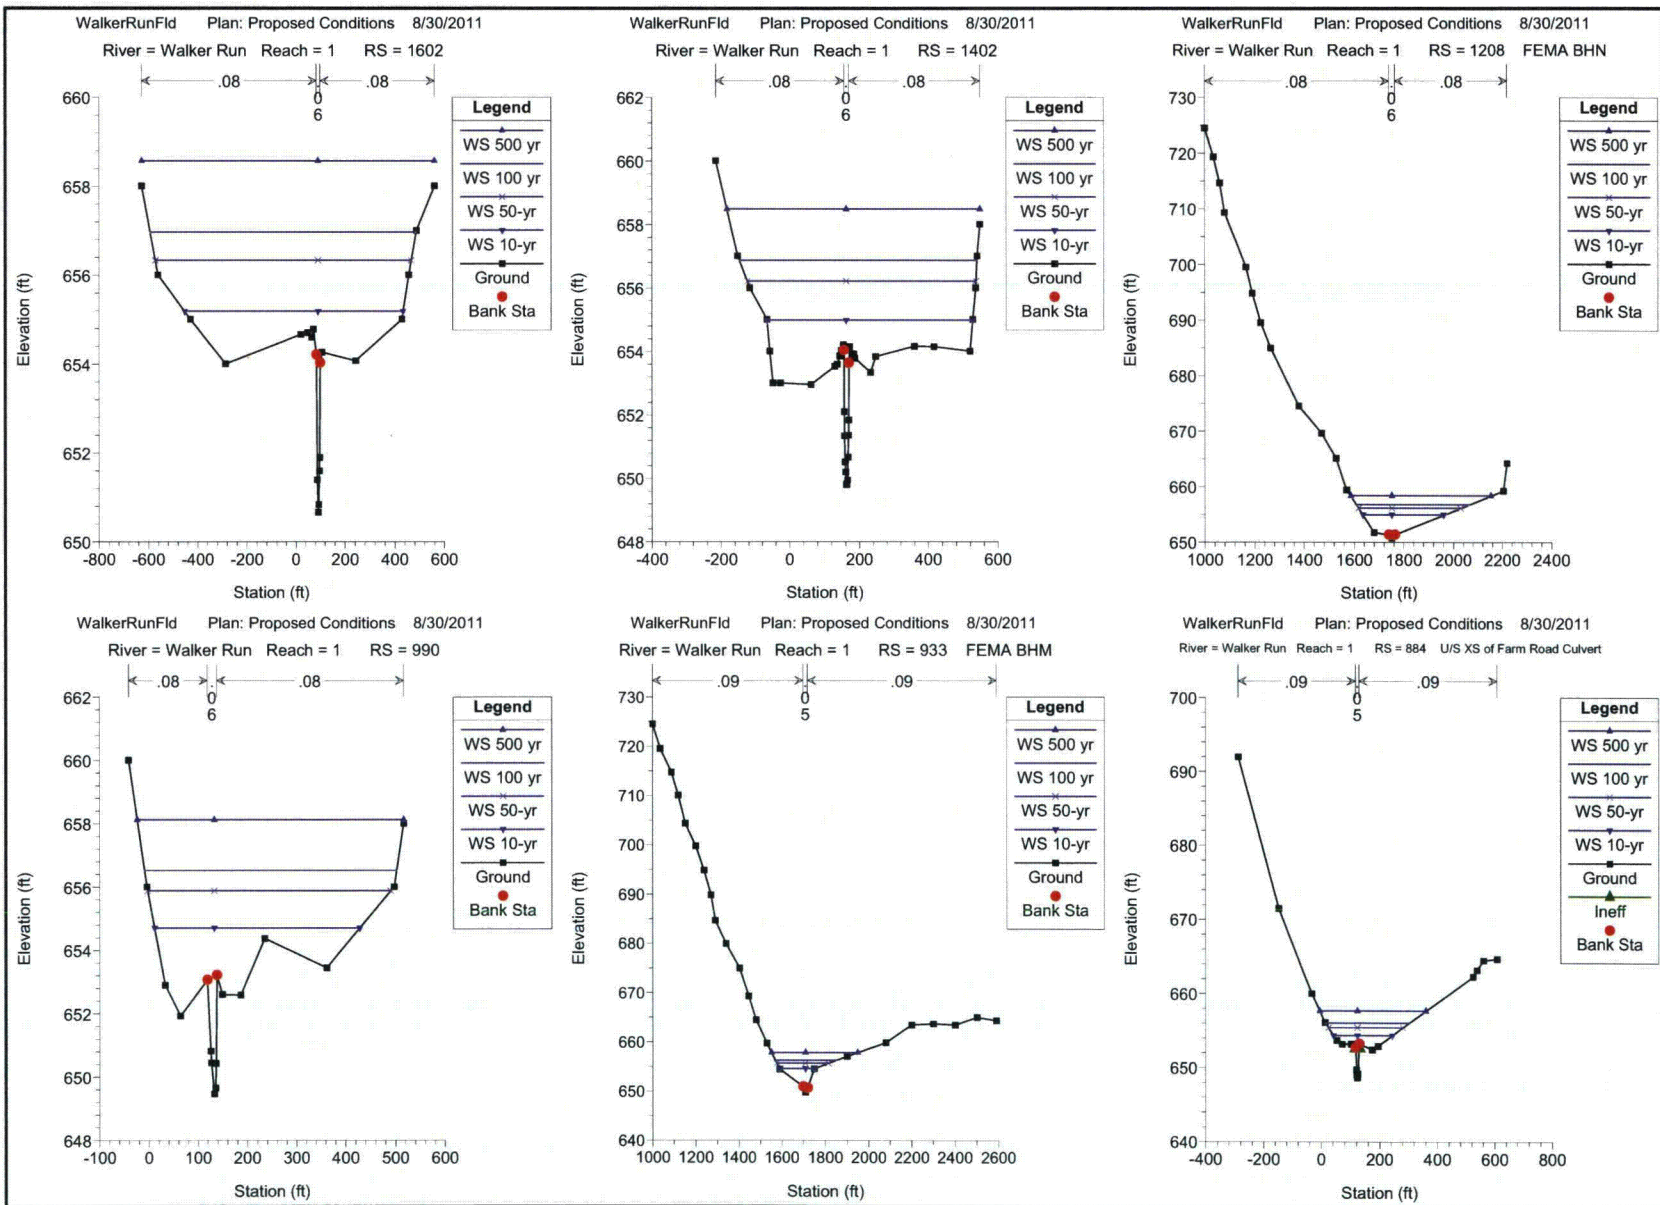 WalkerRunFld Plan: Proposed Conditions 8/30/2011
River = Walker Run Reach = 1 RS = 1602
.08
.
0
6
.08
660
658
656
654
652
650
Elevation (ft)
-800 -600 -400 -200 0 200 400 600
Station (ft)
Legend
WS 500 yr
WS 100 yr
WS 50-yr
WS 10-yr
Ground
Bank Sta
WalkerRunFld Plan: Proposed Conditions 8/30/2011
River = Walker Run Reach = 1 RS = 1402
.08
.
0
6
.08
662
660
658
656
654
652
650
648
Elevation (ft)
-400 -200 0 200 400 600
Station (ft)
Legend
WS 500 yr
WS 100 yr
WS 50-yr
WS 10-yr
Ground
Bank Sta
WalkerRunFld Plan: Proposed Conditions 8/30/2011
River = Walker Run Reach = 1 RS = 1208 FEMA BHN
.08
.
0
6
.08
730
720
710
700
690
680
670
660
650
Elevation (ft)
1000 1200 1400 1600 1800 2000 2200 2400
Station (ft)
Legend
WS 500 yr
WS 100 yr
WS 50-yr
WS 10-yr
Ground
Bank Sta
WalkerRunFld Plan: Proposed Conditions 8/30/2011
River = Walker Run Reach = 1 RS = 990
.08
.
0
6
.08
662
660
658
656
654
652
650
648
Elevation (ft)
-100 0 100 200 300 400 500 600
Station (ft)
Legend
WS 500 yr
WS 100 yr
WS 50-yr
WS 10-yr
Ground
Bank Sta
WalkerRunFld Plan: Proposed Conditions 8/30/2011
River = Walker Run Reach = 1 RS = 933 FEMA BHM
.09
.
0
5
.09
730
720
710
700
690
680
670
660
650
640
Elevation (ft)
1000 1200 1400 1600 1800 2000 2200 2400 2600
Station (ft)
Legend
WS 500 yr
WS 100 yr
WS 50-yr
WS 10-yr
Ground
Bank Sta
WalkerRunFld Plan: Proposed Conditions 8/30/2011
River = Walker Run Reach = 1 RS = 884 U/S XS of Farm Road Culvert
.09
.
0
5
.09
700
690
680
670
660
650
640
Elevation (ft)
-400 -200 0 200 400 600 800
Station (ft)
Legend
WS 500 yr
WS 100 yr
WS 50-yr
WS 10-yr
Ground
Ineff
Bank Sta